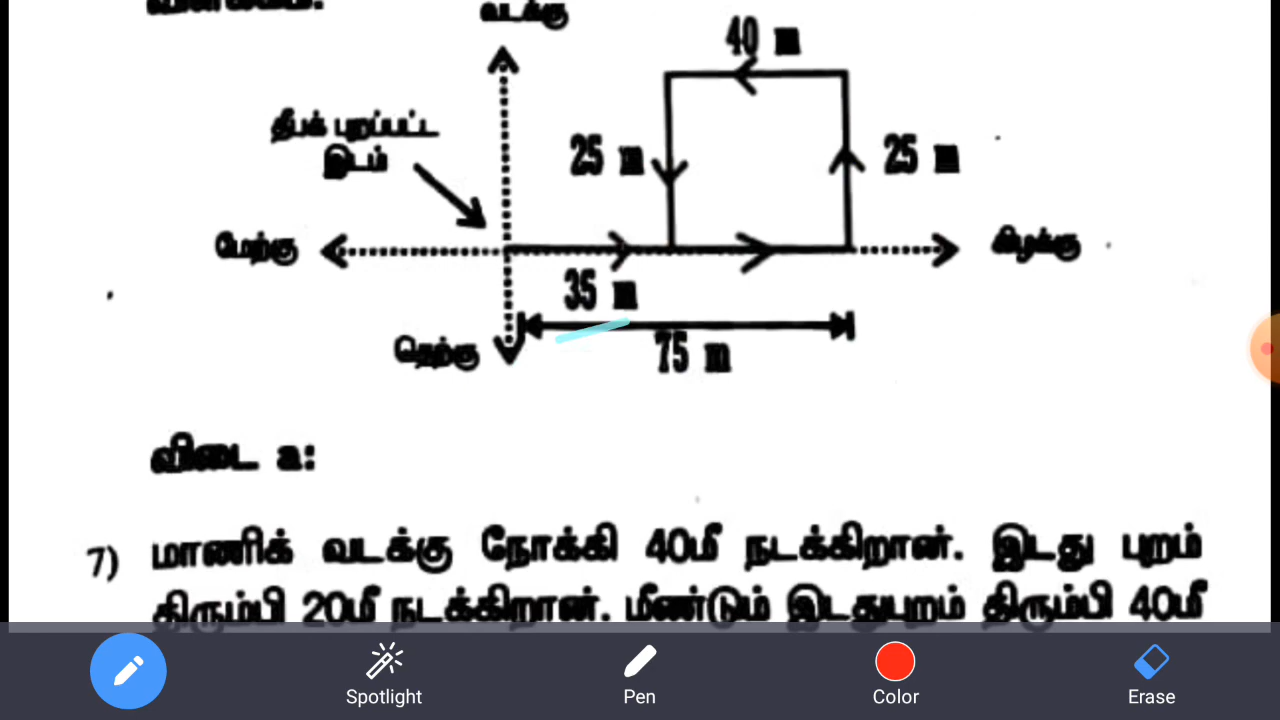 வடக்கு
40 m
தீபக் புறப்பட்ட
இடம்
25 m
25 m
மேற்கு
கிழக்கு
35 m
தெற்கு
75 m
விடை a:
7) மாணிக் வடக்கு நோக்கி 40மீ நடக்கிறான். இடது புறம்
திரும்பி 20மீ நடக்கிறான். மீண்டும் இடதுபுறம் திரும்பி 40மீ
Spotlight
Pen
Color
Erase